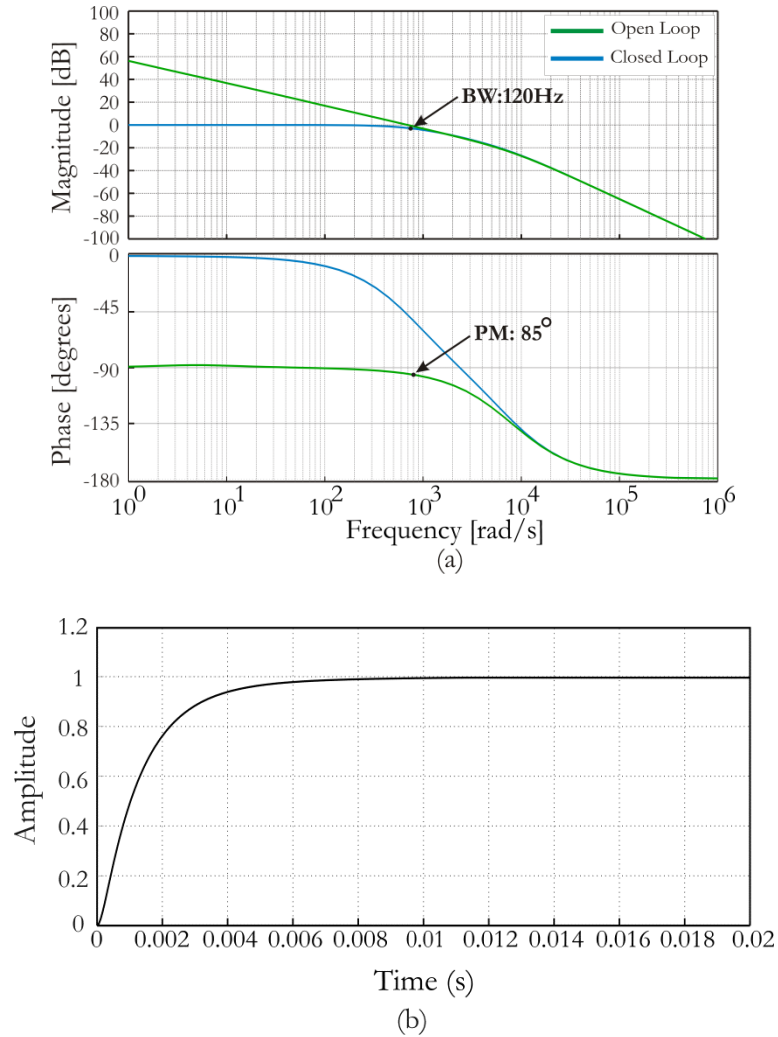 100
80
60
40
20
0
-20
-40
-60
-80
-100
Magnitude [dB]
Open Loop
Closed Loop
BW:120Hz
0
-45
-90
-135
-180
Phase [degrees]
PM: 85°
10^0 10^1 10^2 10^3 10^4 10^5 10^6
Frequency [rad/s]
(a)
1.2
1
0.8
0.6
0.4
0.2
0
Amplitude
0 0.002 0.004 0.006 0.008 0.01 0.012 0.014 0.016 0.018 0.02
Time (s)
(b)